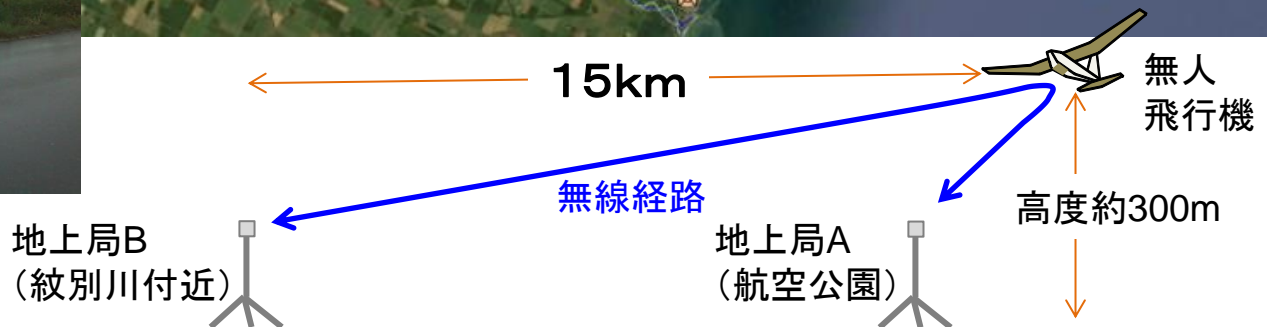 15km
無人
飛行機
無線経路
高度約300m
地上局B
（紋別川付近）
地上局A
（航空公園）